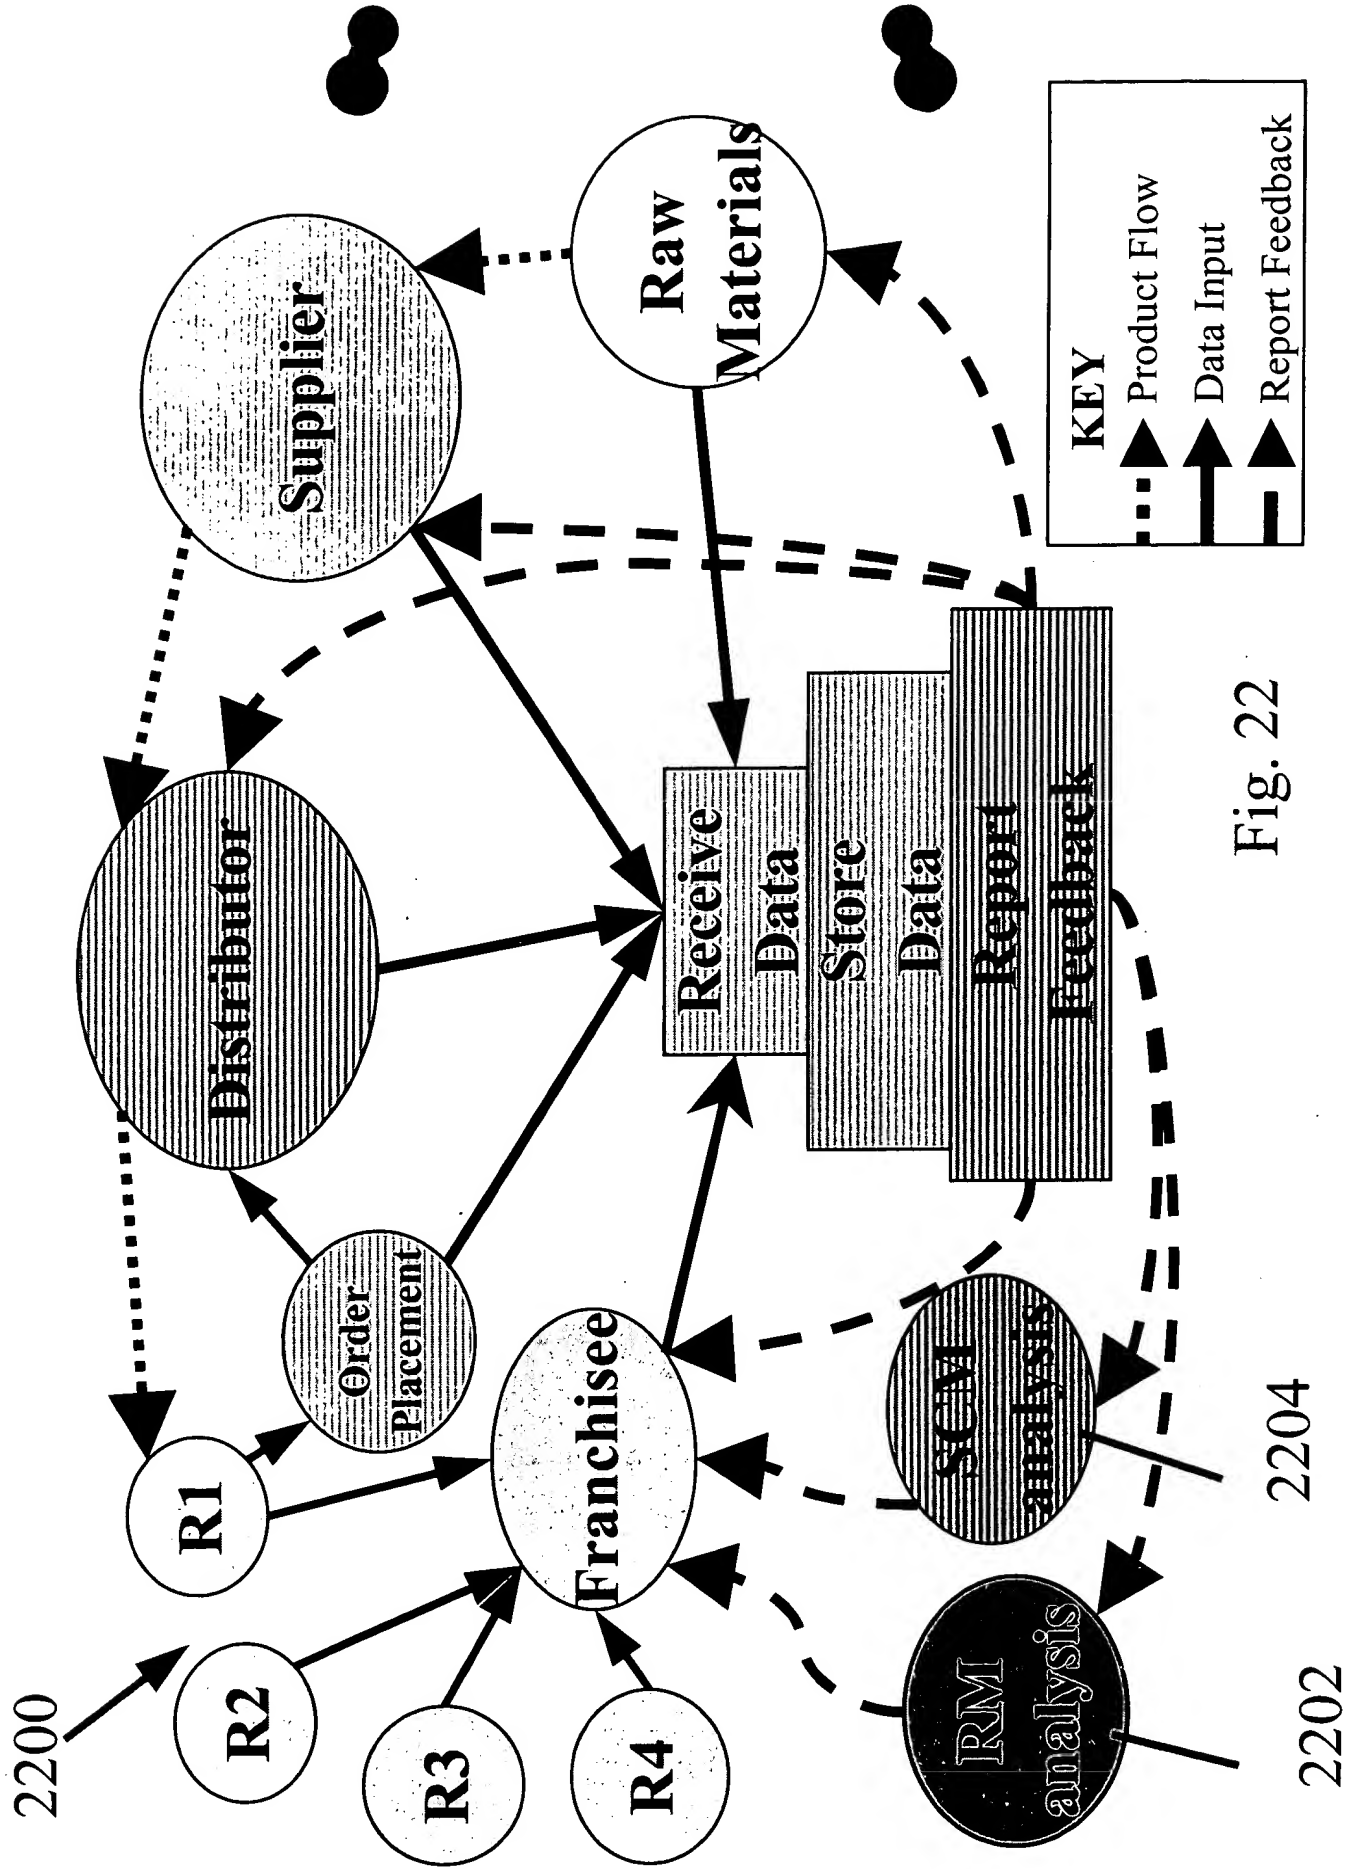 2200
R1
R2
R3
R4
Order
Placement
Distributor
Supplier
Franchisee
Raw
Materials
Receive
Data
Store
Data
Report
Feedback
RM
analysis
SCM
analysis
2202
2204
KEY
Product Flow
Data Input
Report Feedback
Fig. 22